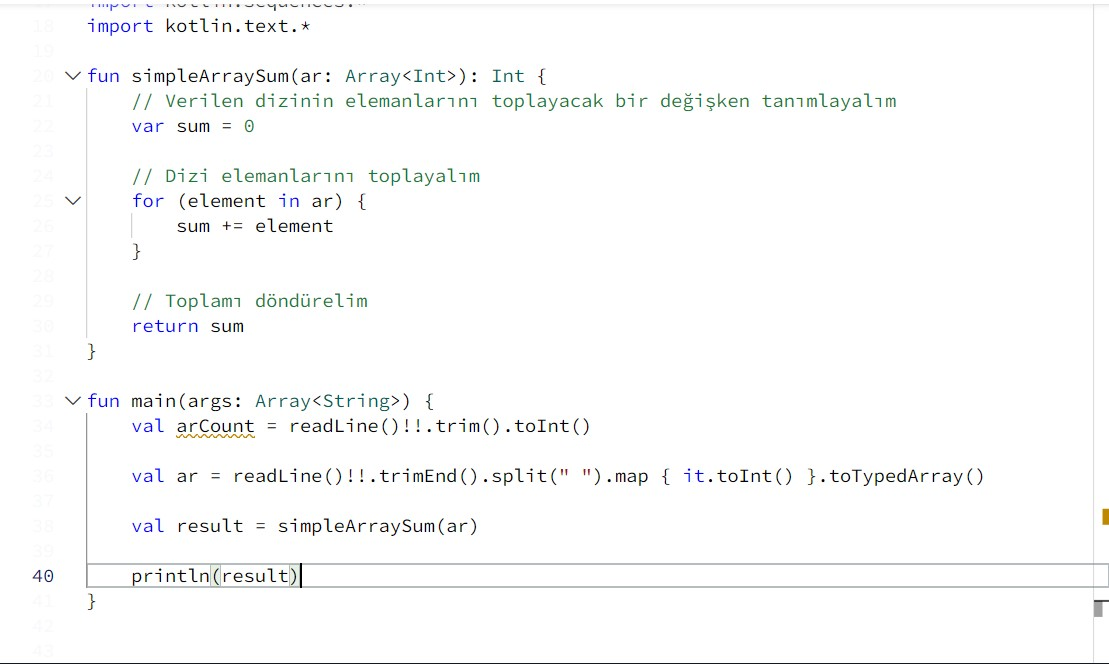 import kotlin.sequences.*
18 import kotlin.text.*
19
20 fun simpleArraySum(ar: Array<Int>): Int {
21 // Verilen dizinin elemanlarını toplayacak bir değişken tanımlayalım
22 var sum = 0
23
24 // Dizi elemanlarını toplayalım
25 for (element in ar) {
26 sum += element
27 }
28
29 // Toplamı döndürelim
30 return sum
31 }
32
33 fun main(args: Array<String>) {
34 val arCount = readLine()!!.trim().toInt()
35
36 val ar = readLine()!!.trimEnd().split(" ").map { it.toInt() }.toTypedArray()
37
38 val result = simpleArraySum(ar)
39
40 println(result)
41 }
42
43